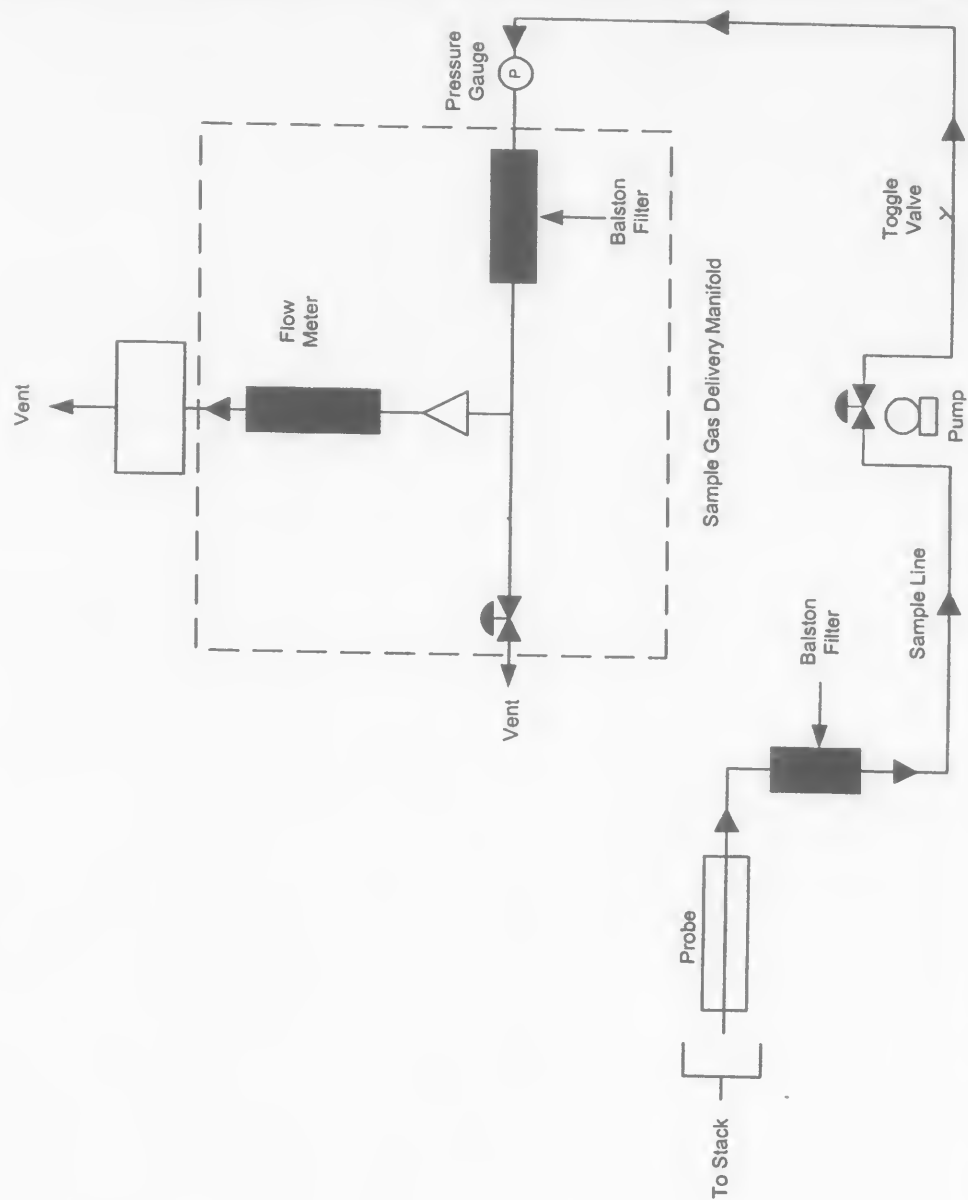 Vent
Flow
Meter
Pressure
Gauge
P
Balston
Filter
Vent
Sample Gas Delivery Manifold
Toggle
Valve
Pump
Sample Line
Balston
Filter
Probe
To Stack